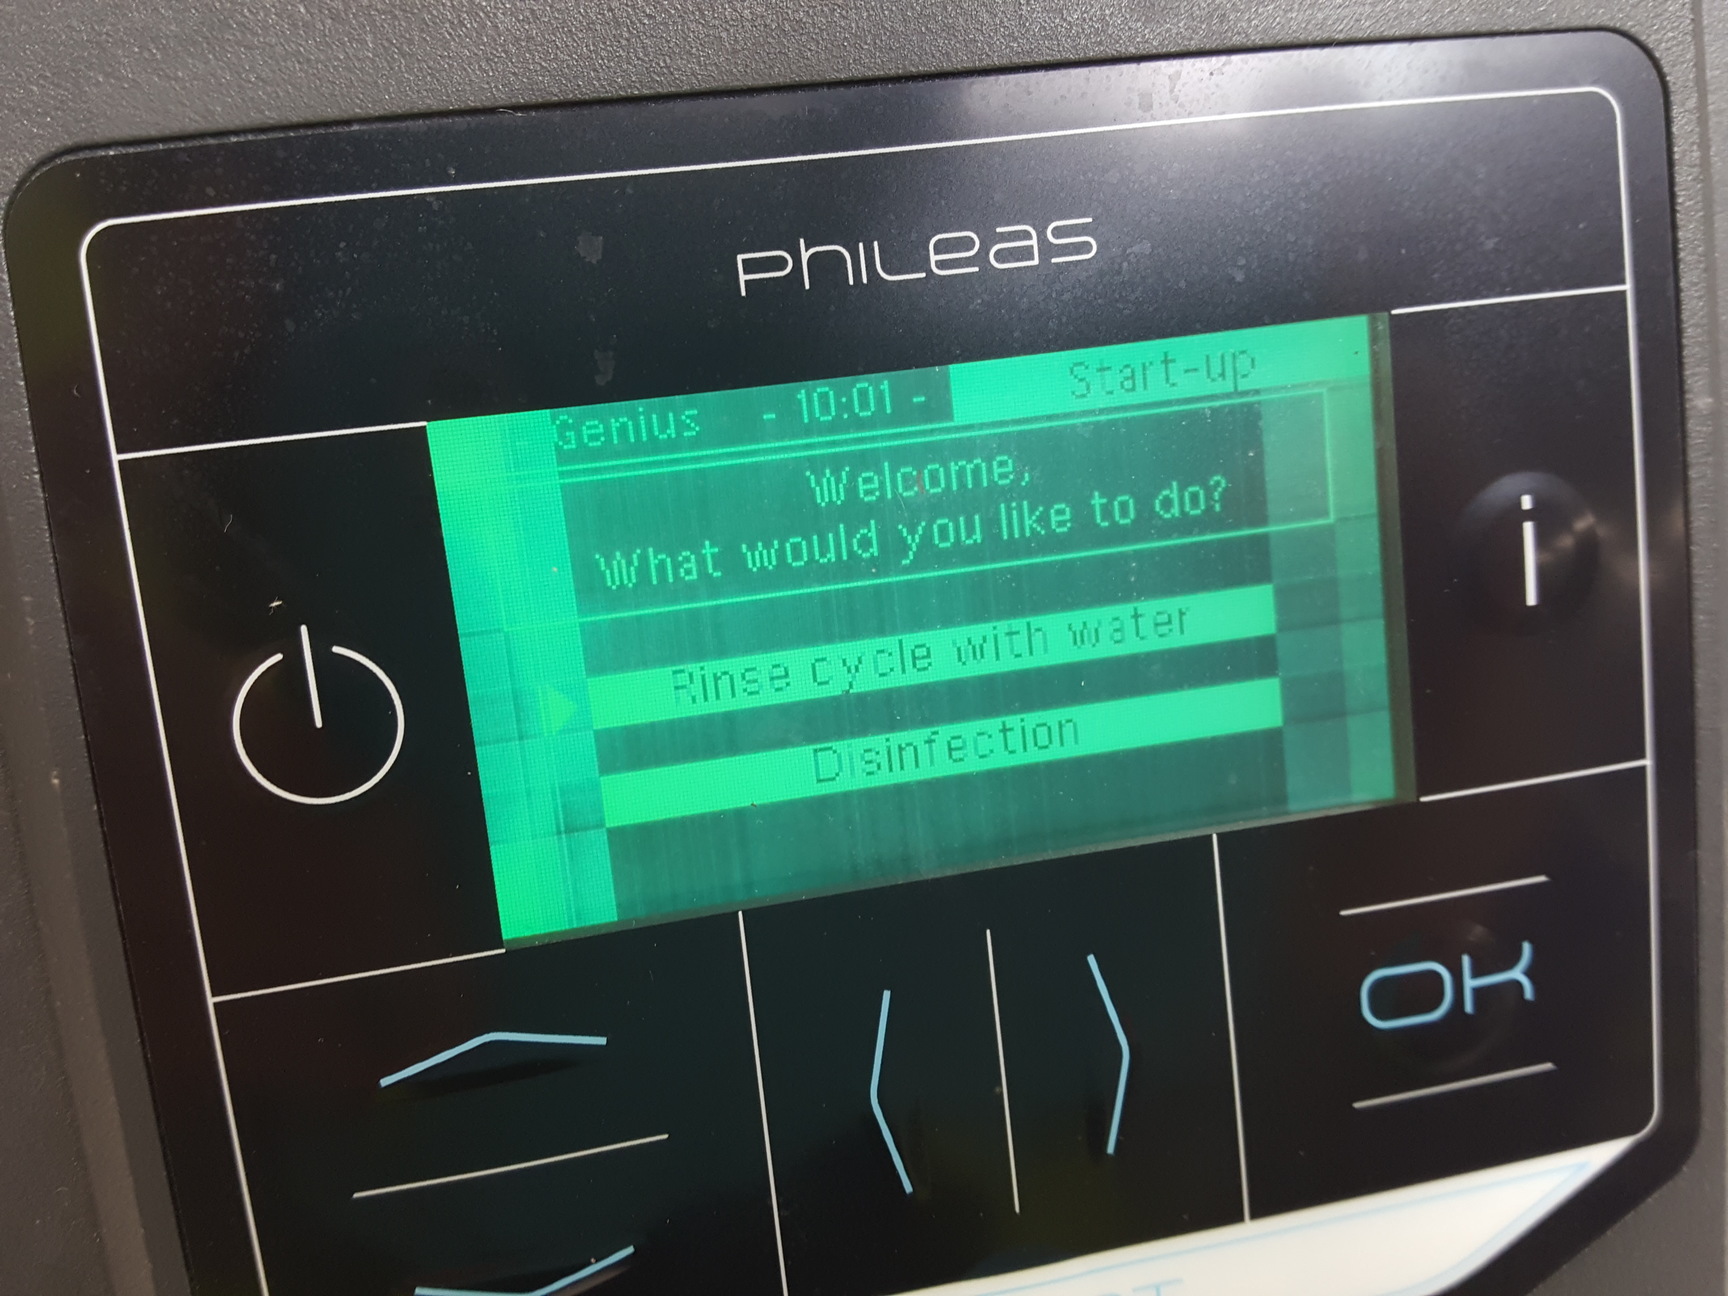 PHILEAS
Genius - 10:01 - Start-up
Welcome,
What would you like to do?
Rinse cycle with water
Disinfection
i
OK